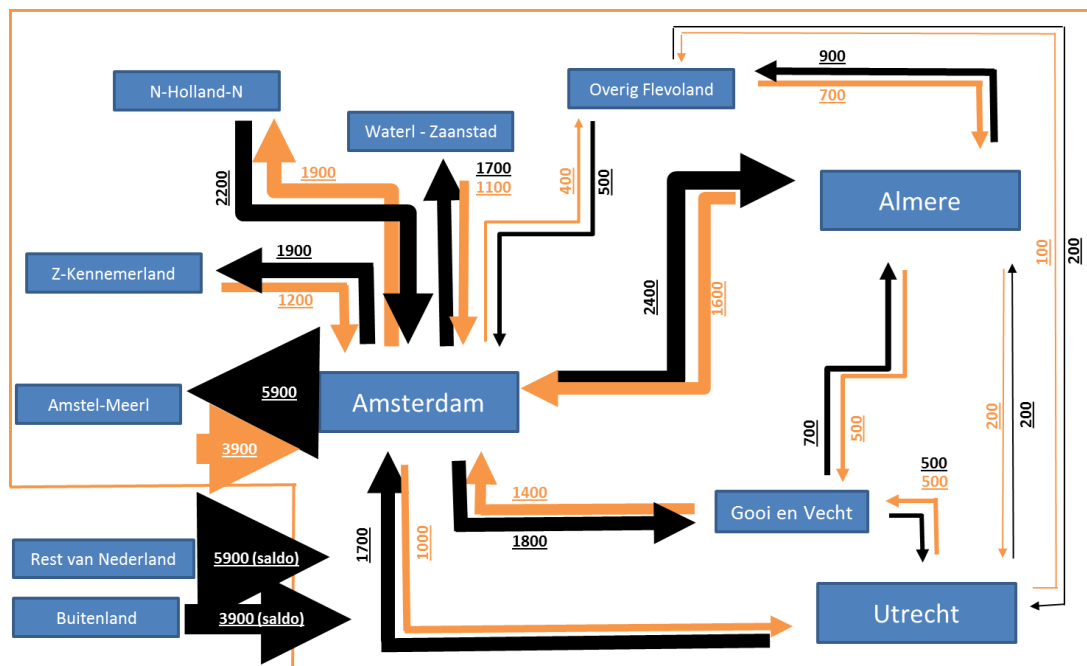 900
N-Holland-N
Overig Flevoland
700
Waterl - Zaanstad
1700
1900
1100
2200
400
500
Almere
100
200
1900
Z-Kennemerland
1200
2400
1600
5900
Amstel-Meerl
Amsterdam
3900
700
500
200
200
500
500
1400
Gooi en Vecht
1800
1700
1000
Rest van Nederland
5900 (saldo)
Buitenland
3900 (saldo)
Utrecht